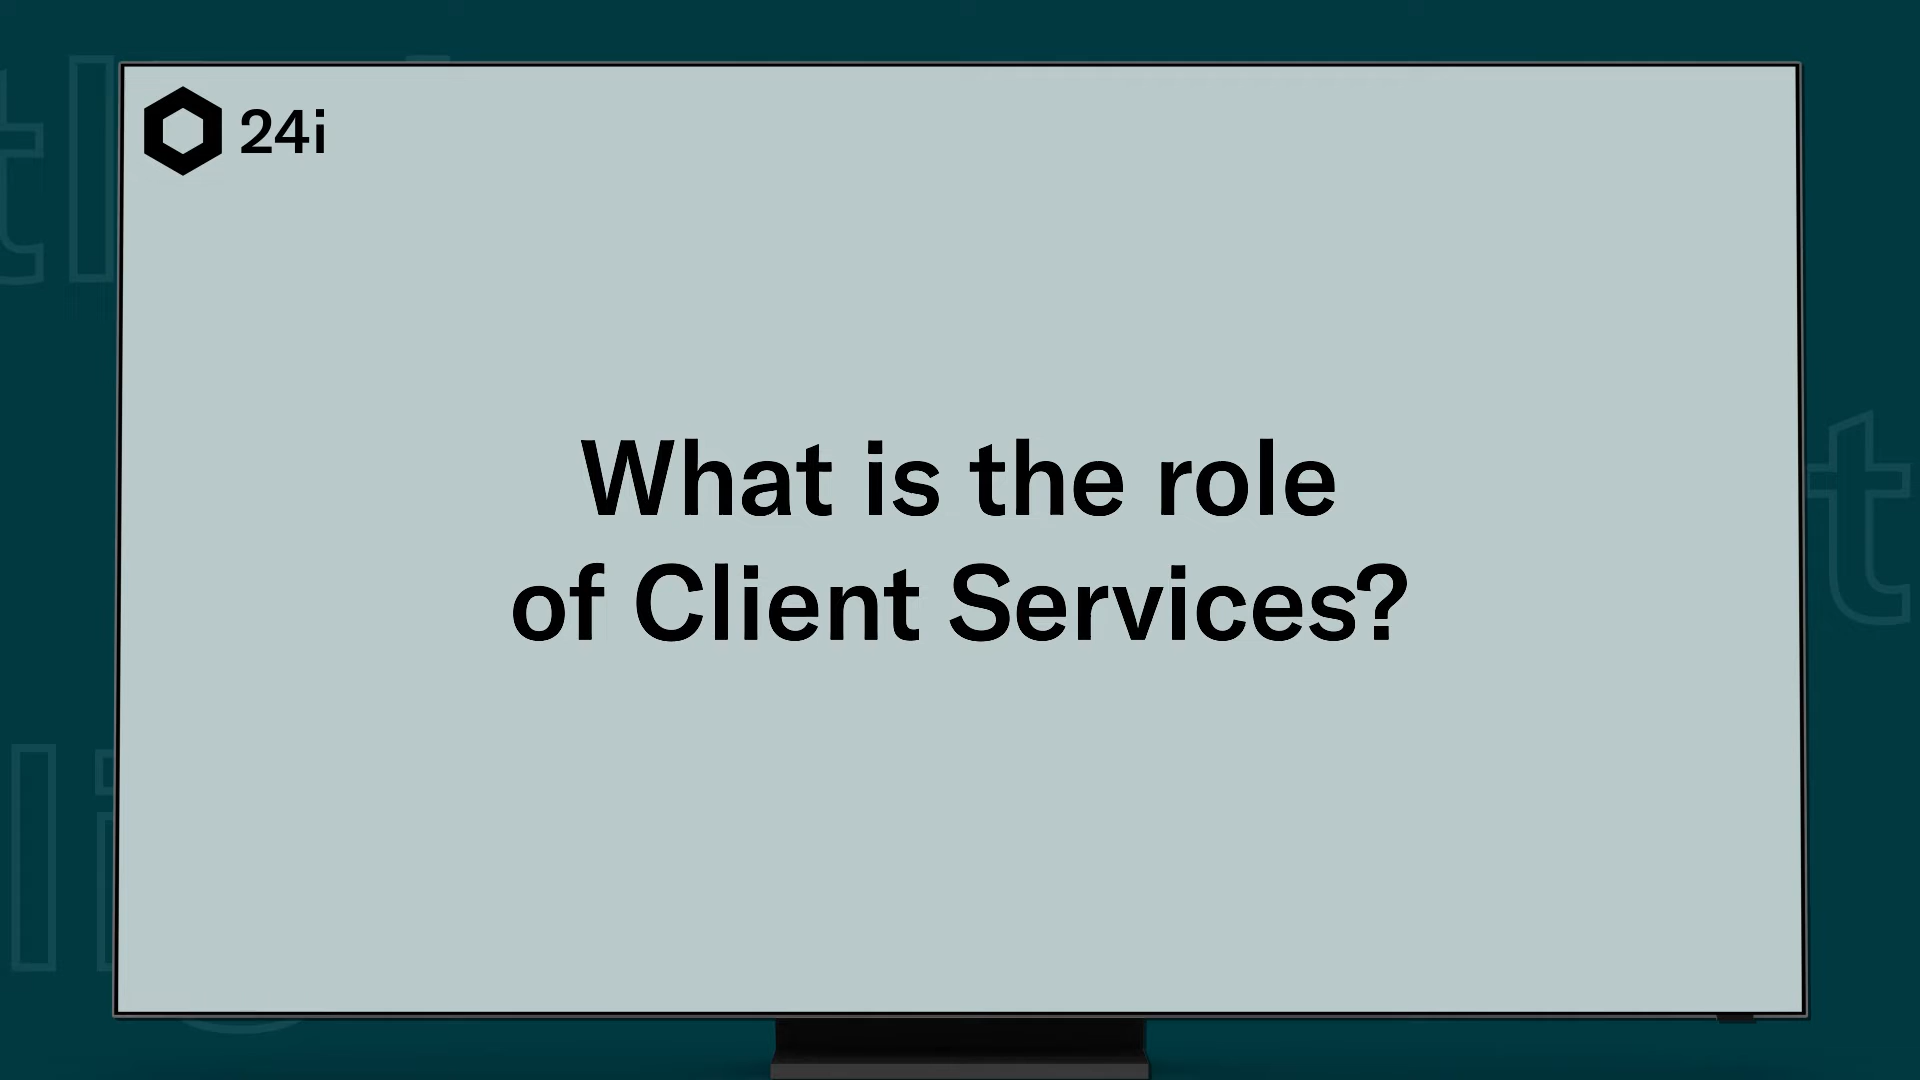 24i
What is the role
of Client Services?